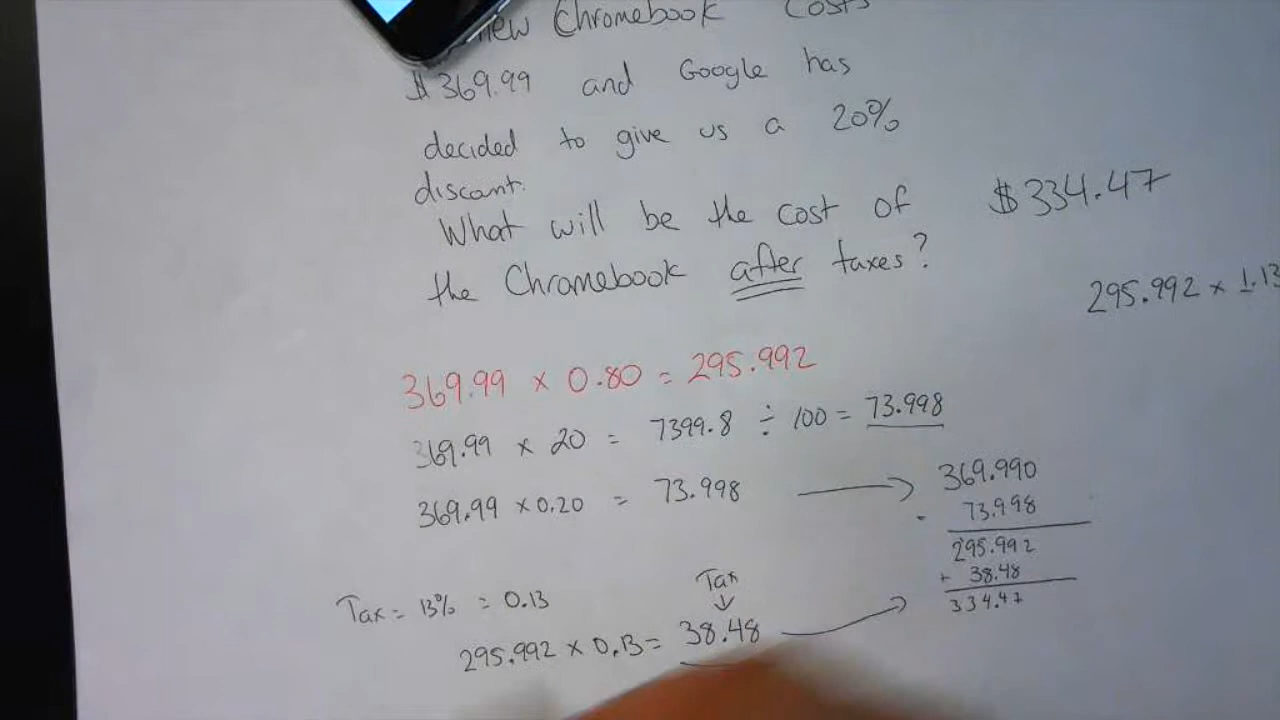 new Chromebook costs
$369.99 and Google has
decided to give us a 20%
discont.
What will be the cost of
the Chromebook after taxes?
$334.47
295.992 × 1.13
369.99 × 0.80 = 295.992
369.99 × 20 = 7399.8 ÷ 100 = 73.998
369.99 × 0.20 = 73.998
369.990
- 73.998
295.992
+ 38.48
334.47
Tax = 13% = 0.13
Tax
295.992 × 0.13 = 38.48